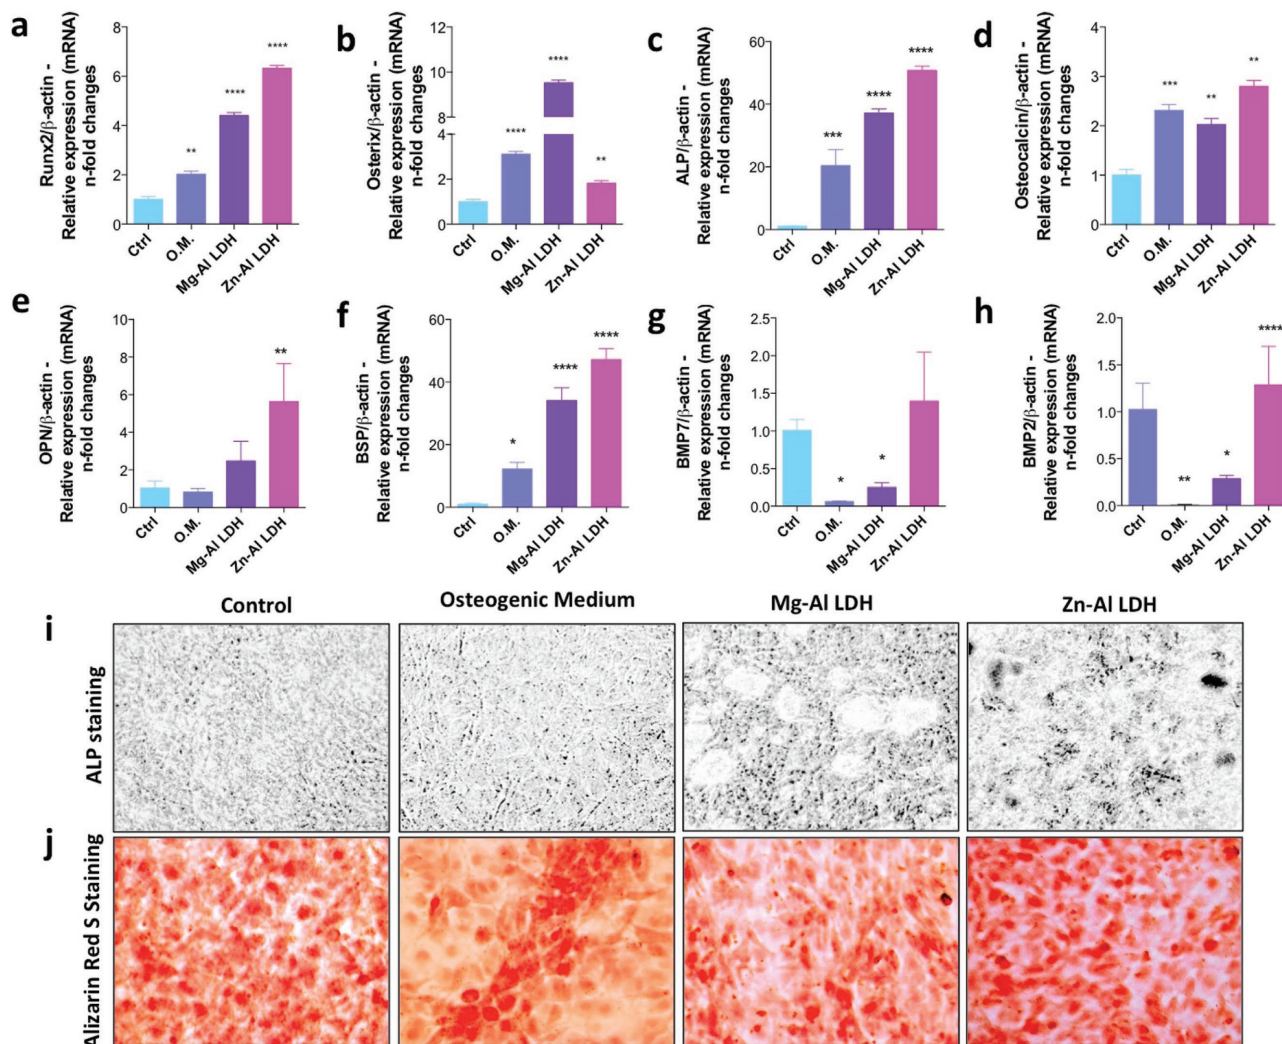 a
Runx2/β-actin -
Relative expression (mRNA)
n-fold changes
8
6
4
2
0
**
****
****
Ctrl
O.M.
Mg-Al LDH
Zn-Al LDH
b
Osterix/β-actin -
Relative expression (mRNA)
n-fold changes
12
10
8
4
2
0
****
****
**
Ctrl
O.M.
Mg-Al LDH
Zn-Al LDH
c
ALP/β-actin -
Relative expression (mRNA)
n-fold changes
60
40
20
0
***
****
****
Ctrl
O.M.
Mg-Al LDH
Zn-Al LDH
d
Osteocalcin/β-actin -
Relative expression (mRNA)
n-fold changes
4
3
2
1
0
***
**
**
Ctrl
O.M.
Mg-Al LDH
Zn-Al LDH
e
OPN/β-actin -
Relative expression (mRNA)
n-fold changes
10
8
6
4
2
0
**
Ctrl
O.M.
Mg-Al LDH
Zn-Al LDH
f
BSP/β-actin -
Relative expression (mRNA)
n-fold changes
60
40
20
0
*
****
****
Ctrl
O.M.
Mg-Al LDH
Zn-Al LDH
g
BMP7/β-actin -
Relative expression (mRNA)
n-fold changes
2.5
2.0
1.5
1.0
0.5
0.0
*
*
Ctrl
O.M.
Mg-Al LDH
Zn-Al LDH
h
BMP2/β-actin -
Relative expression (mRNA)
n-fold changes
2.0
1.5
1.0
0.5
0.0
**
*
****
Ctrl
O.M.
Mg-Al LDH
Zn-Al LDH
Control
Osteogenic Medium
Mg-Al LDH
Zn-Al LDH
i
ALP staining
j
Alizarin Red S Staining